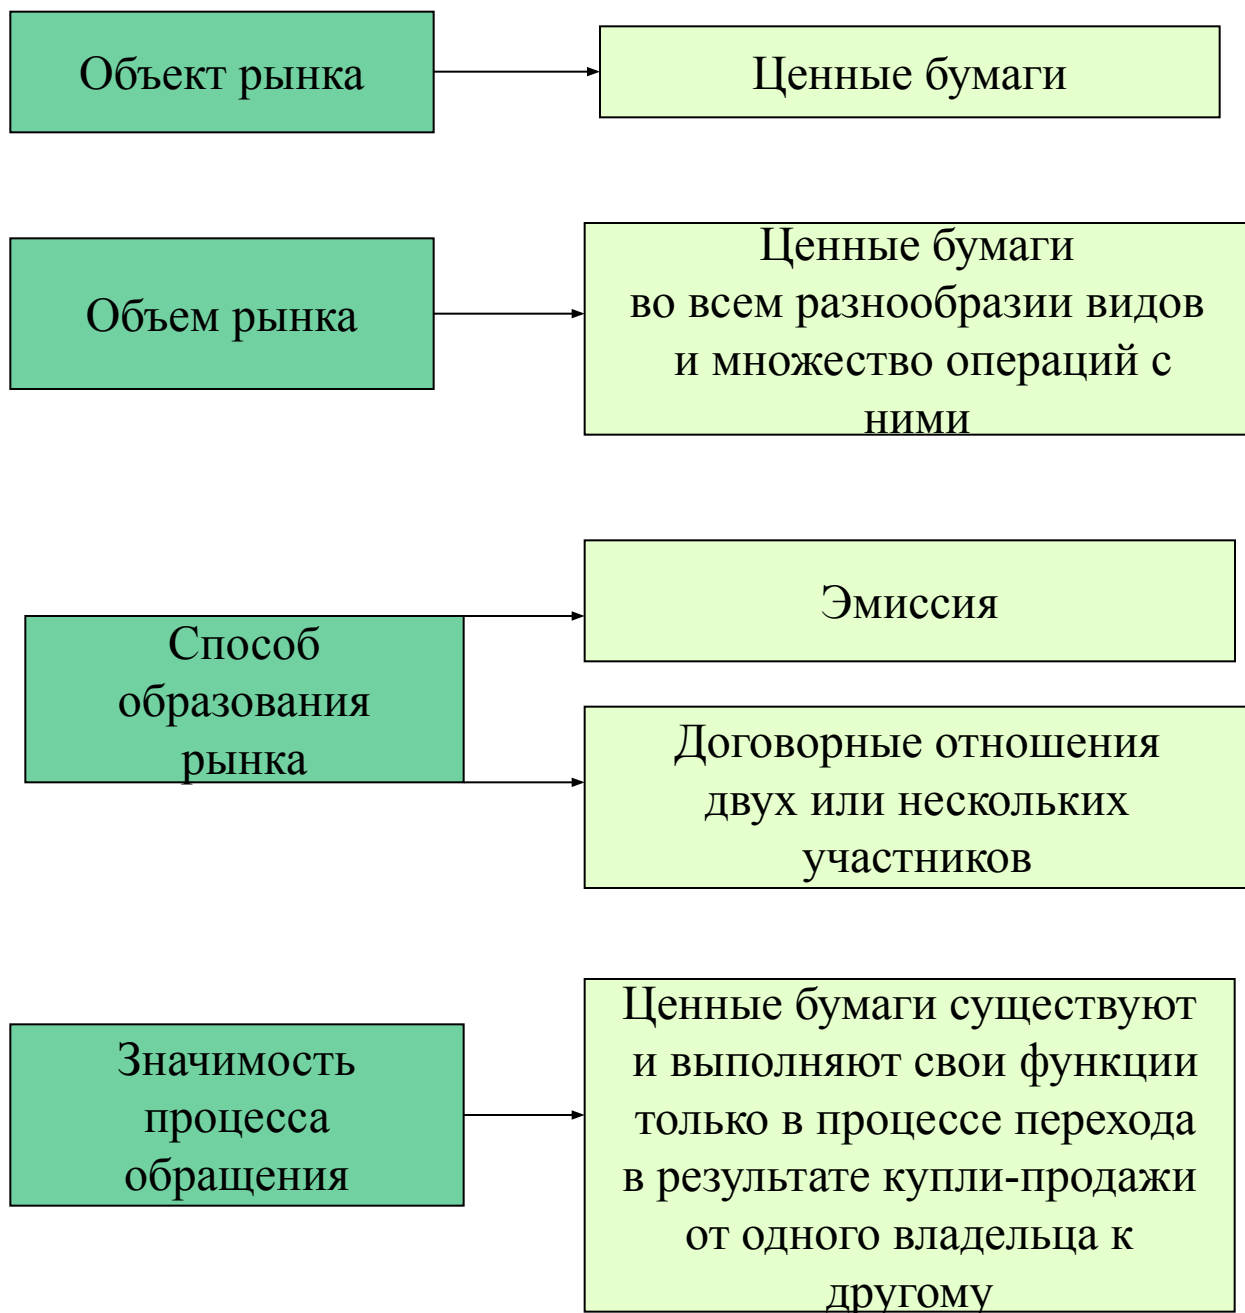 Объект рынка
Ценные бумаги
Объем рынка
Ценные бумаги
во всем разнообразии видов
и множество операций с
ними
Способ
образования
рынка
Эмиссия
Договорные отношения
двух или нескольких
участников
Значимость
процесса
обращения
Ценные бумаги существуют
и выполняют свои функции
только в процессе перехода
в результате купли-продажи
от одного владельца к
другому